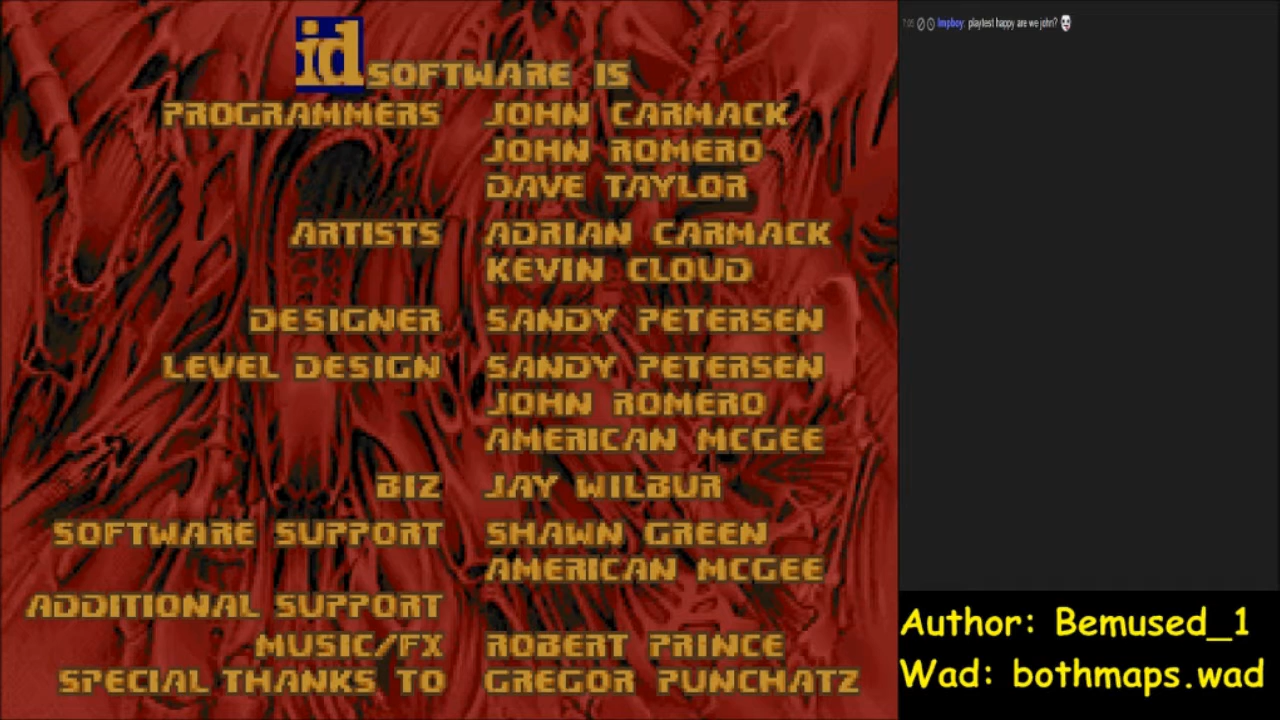 id SOFTWARE IS
PROGRAMMERS JOHN CARMACK
JOHN ROMERO
DAVE TAYLOR
ARTISTS ADRIAN CARMACK
KEVIN CLOUD
DESIGNER SANDY PETERSEN
LEVEL DESIGN SANDY PETERSEN
JOHN ROMERO
AMERICAN MCGEE
BIZ JAY WILBUR
SOFTWARE SUPPORT SHAWN GREEN
AMERICAN MCGEE
ADDITIONAL SUPPORT
MUSIC/FX ROBERT PRINCE
SPECIAL THANKS TO GREGOR PUNCHATZ
7:05 Impboy: playtest happy are we john?
Author: Bemused_1
Wad: bothmaps.wad